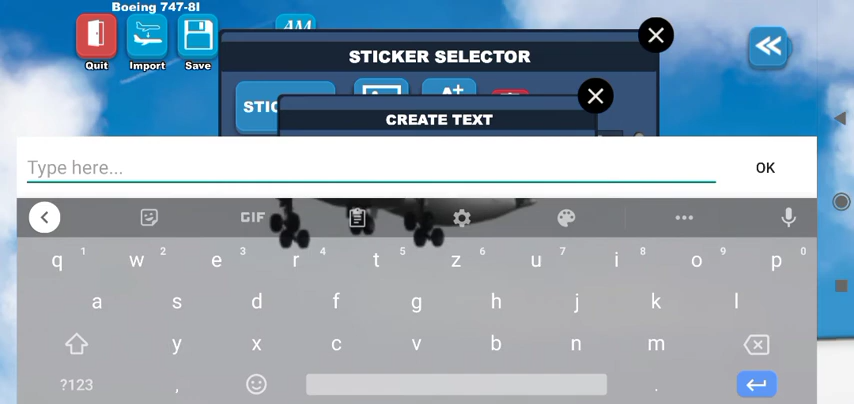 Boeing 747-8I
AM
Quit
Import
Save
STICKER SELECTOR
A+
CREATE TEXT
Type here...
OK
GIF
q 1 w 2 e 3 r 4 t 5 z 6 u 7 i 8 o 9 p 0
a s d f g h j k l
y x c v b n m
?123 , .